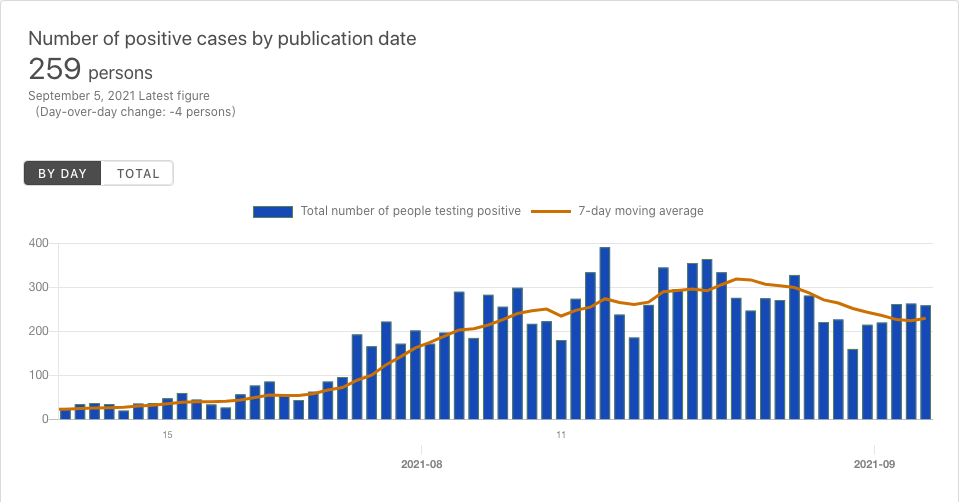 Number of positive cases by publication date
259 persons
September 5, 2021 Latest figure
(Day-over-day change: -4 persons)
BY DAY TOTAL
Total number of people testing positive 7-day moving average
400
300
200
100
0
15 11
2021-08 2021-09